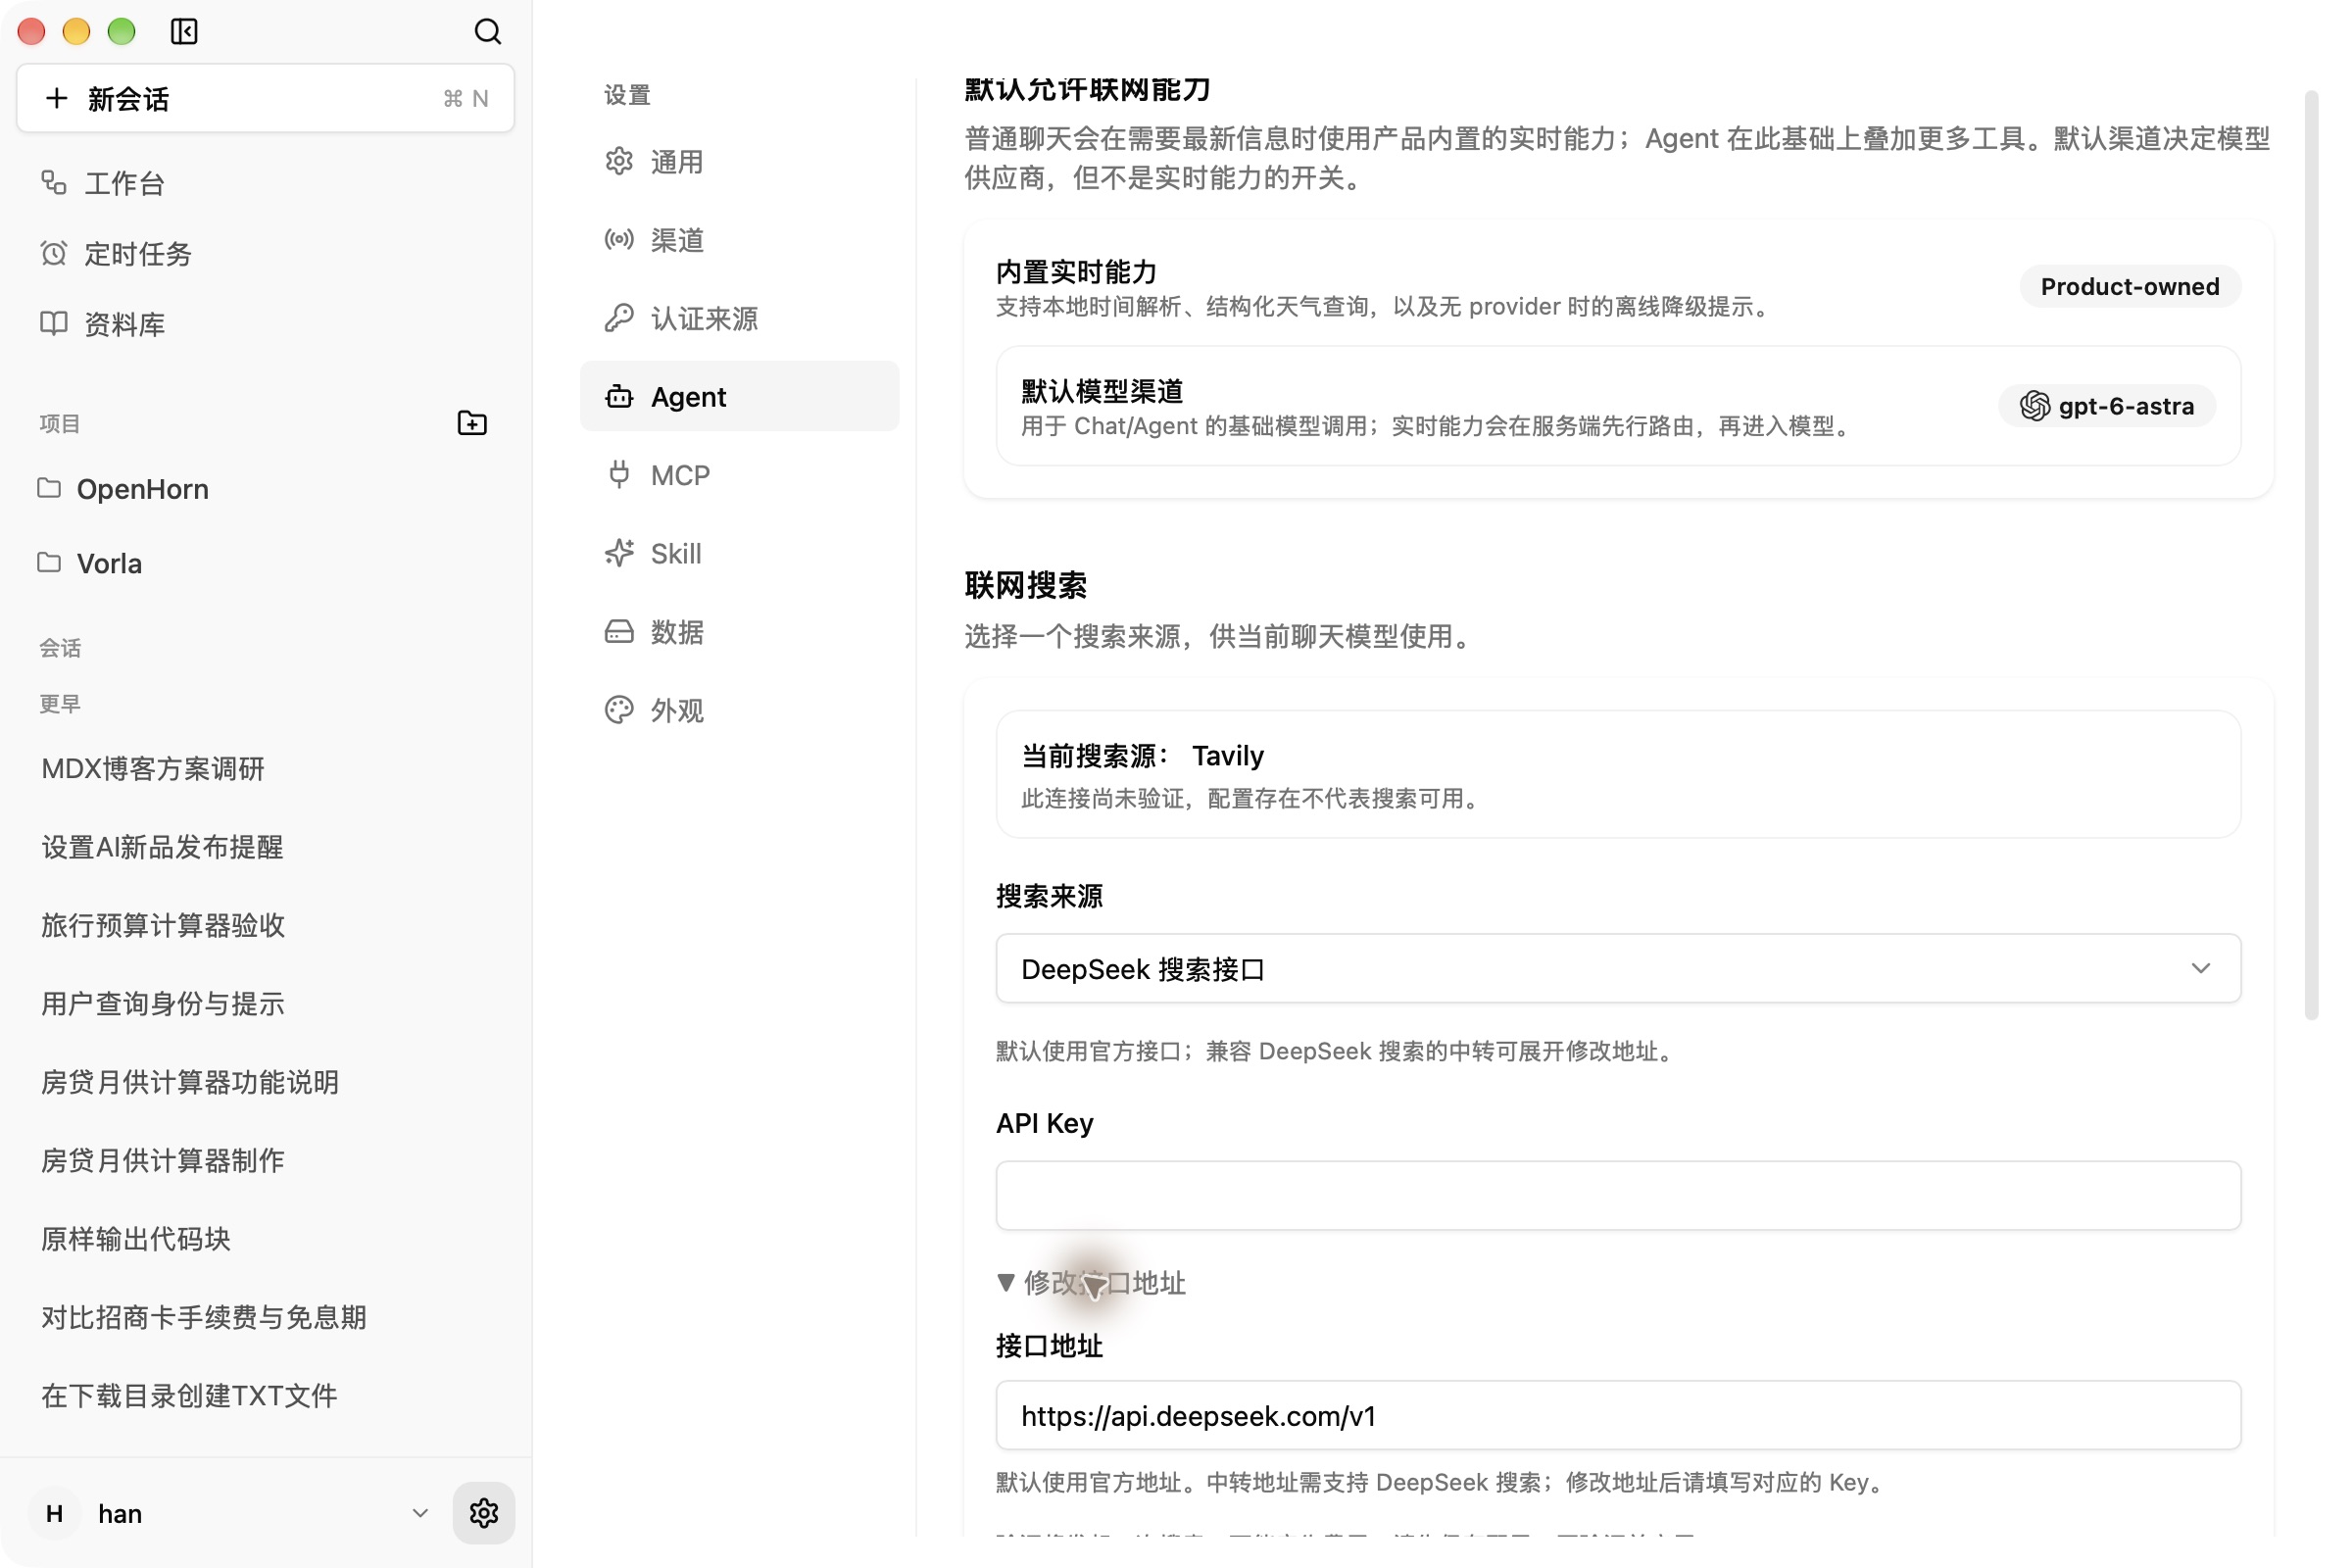 新会话
⌘ N
工作台
定时任务
资料库
项目
OpenHorn
Vorla
会话
更早
MDX博客方案调研
设置AI新品发布提醒
旅行预算计算器验收
用户查询身份与提示
房贷月供计算器功能说明
房贷月供计算器制作
原样输出代码块
对比招商卡手续费与免息期
在下载目录创建TXT文件
H
han
设置
通用
渠道
认证来源
Agent
MCP
Skill
数据
外观
默认允许联网能力
普通聊天会在需要最新信息时使用产品内置的实时能力；Agent 在此基础上叠加更多工具。默认渠道决定模型
供应商，但不是实时能力的开关。
内置实时能力
支持本地时间解析、结构化天气查询，以及无 provider 时的离线降级提示。
Product-owned
默认模型渠道
用于 Chat/Agent 的基础模型调用；实时能力会在服务端先行路由，再进入模型。
gpt-6-astra
联网搜索
选择一个搜索来源，供当前聊天模型使用。
当前搜索源： Tavily
此连接尚未验证，配置存在不代表搜索可用。
搜索来源
DeepSeek 搜索接口
默认使用官方接口；兼容 DeepSeek 搜索的中转可展开修改地址。
API Key
修改接口地址
接口地址
https://api.deepseek.com/v1
默认使用官方地址。中转地址需支持 DeepSeek 搜索；修改地址后请填写对应的 Key。